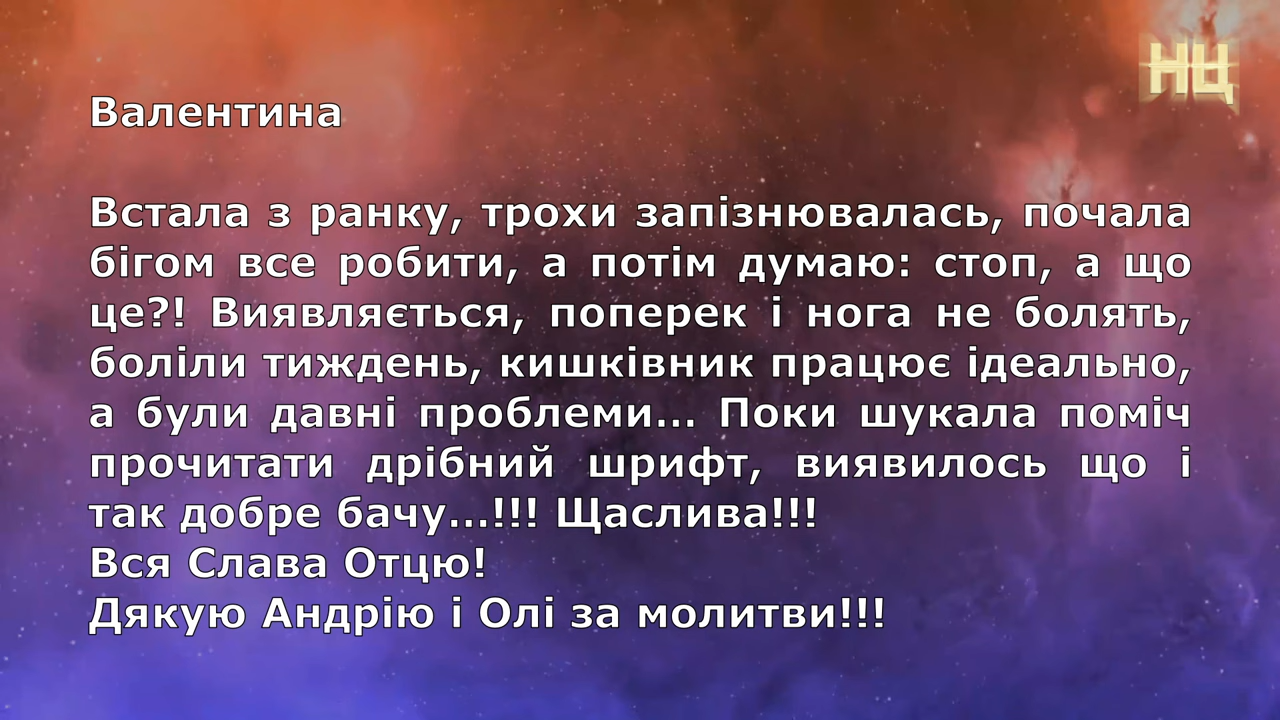 НЦ
Валентина
Встала з ранку, трохи запізнювалась, почала
бігом все робити, а потім думаю: стоп, а що
це?! Виявляється, поперек і нога не болять,
боліли тиждень, кишківник працює ідеально,
а були давні проблеми... Поки шукала поміч
прочитати дрібний шрифт, виявилось що і
так добре бачу...!!! Щаслива!!!
Вся Слава Отцю!
Дякую Андрію і Олі за молитви!!!